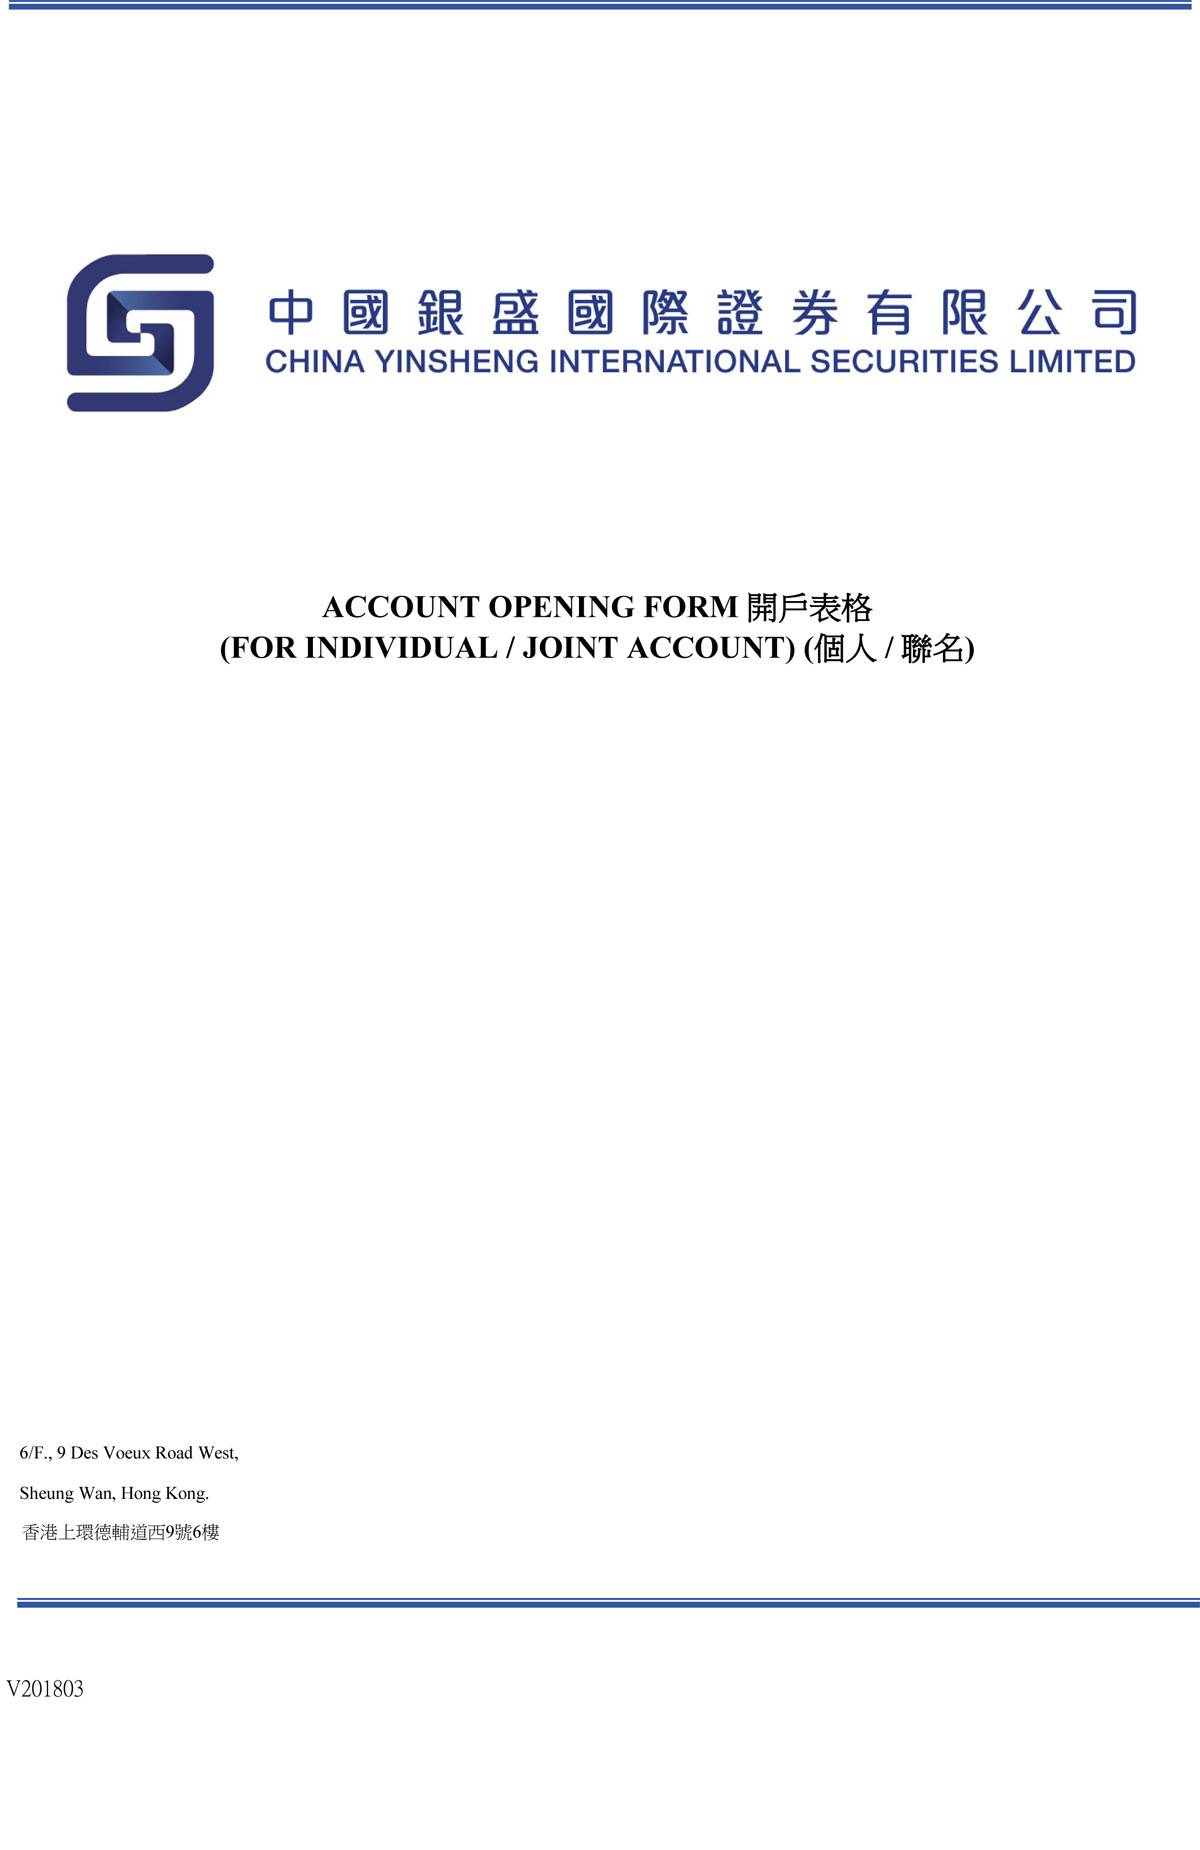 中國銀盛國際證券有限公司
CHINA YINSHENG INTERNATIONAL SECURITIES LIMITED
ACCOUNT OPENING FORM 開戶表格
(FOR INDIVIDUAL / JOINT ACCOUNT) (個人 / 聯名)
6/F., 9 Des Voeux Road West,
Sheung Wan, Hong Kong.
香港上環德輔道西9號6樓
V201803